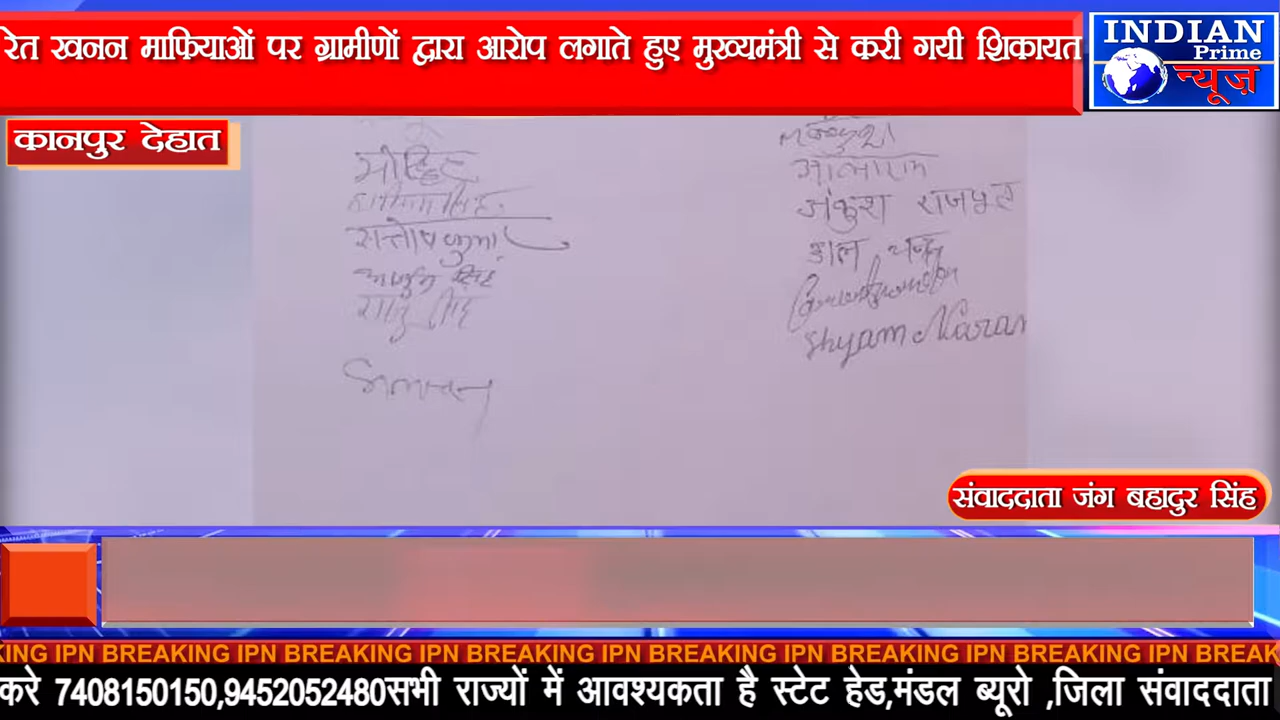 रेत खनन माफियाओं पर ग्रामीणों द्वारा आरोप लगाते हुए मुख्यमंत्री से करी गयी शिकायत
INDIAN
Prime
न्यूज़
कानपुर देहात
मोहित
सन्तोष कुमार
राजू सिंह
आत्माराम
अंकुश राजपूत
Shyam Naran
संवाददाता जंग बहादुर सिंह
KING IPN BREAKING IPN BREAKING IPN BREAKING IPN BREAKING IPN BREAKING IPN BREAKING IPN BREAK
करे 7408150150,9452052480सभी राज्यों में आवश्यकता है स्टेट हेड,मंडल ब्यूरो ,जिला संवाददाता